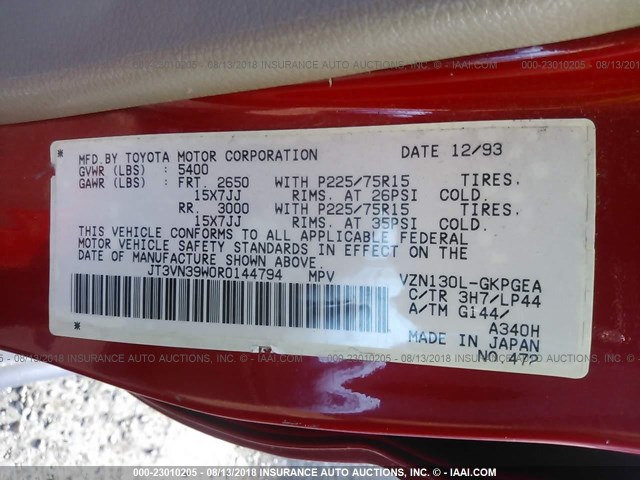 000-23010205 - 08/13/2018 INSURANCE AUTO AUCTIONS, INC. - © - IAAI.COM
MFD.BY TOYOTA MOTOR CORPORATION DATE 12/93
GVWR (LBS) : 5400
GAWR (LBS) : FRT. 2650 WITH P225/75R15 TIRES.
15X7JJ RIMS. AT 26PSI COLD.
RR. 3000 WITH P225/75R15 TIRES.
15X7JJ RIMS. AT 35PSI COLD.
THIS VEHICLE CONFORMS TO ALL APPLICABLE FEDERAL
MOTOR VEHICLE SAFETY STANDARDS IN EFFECT ON THE
DATE OF MANUFACTURE SHOWN ABOVE.
JT3VN39W0R0144794 MPV VZN130L-GKPGEA
C/TR 3H7/LP44
A/TM G144/
A340H
MADE IN JAPAN
NO.472
000-23010205 - 08/13/2018 INSURANCE AUTO AUCTIONS, INC. - © - IAAI.COM